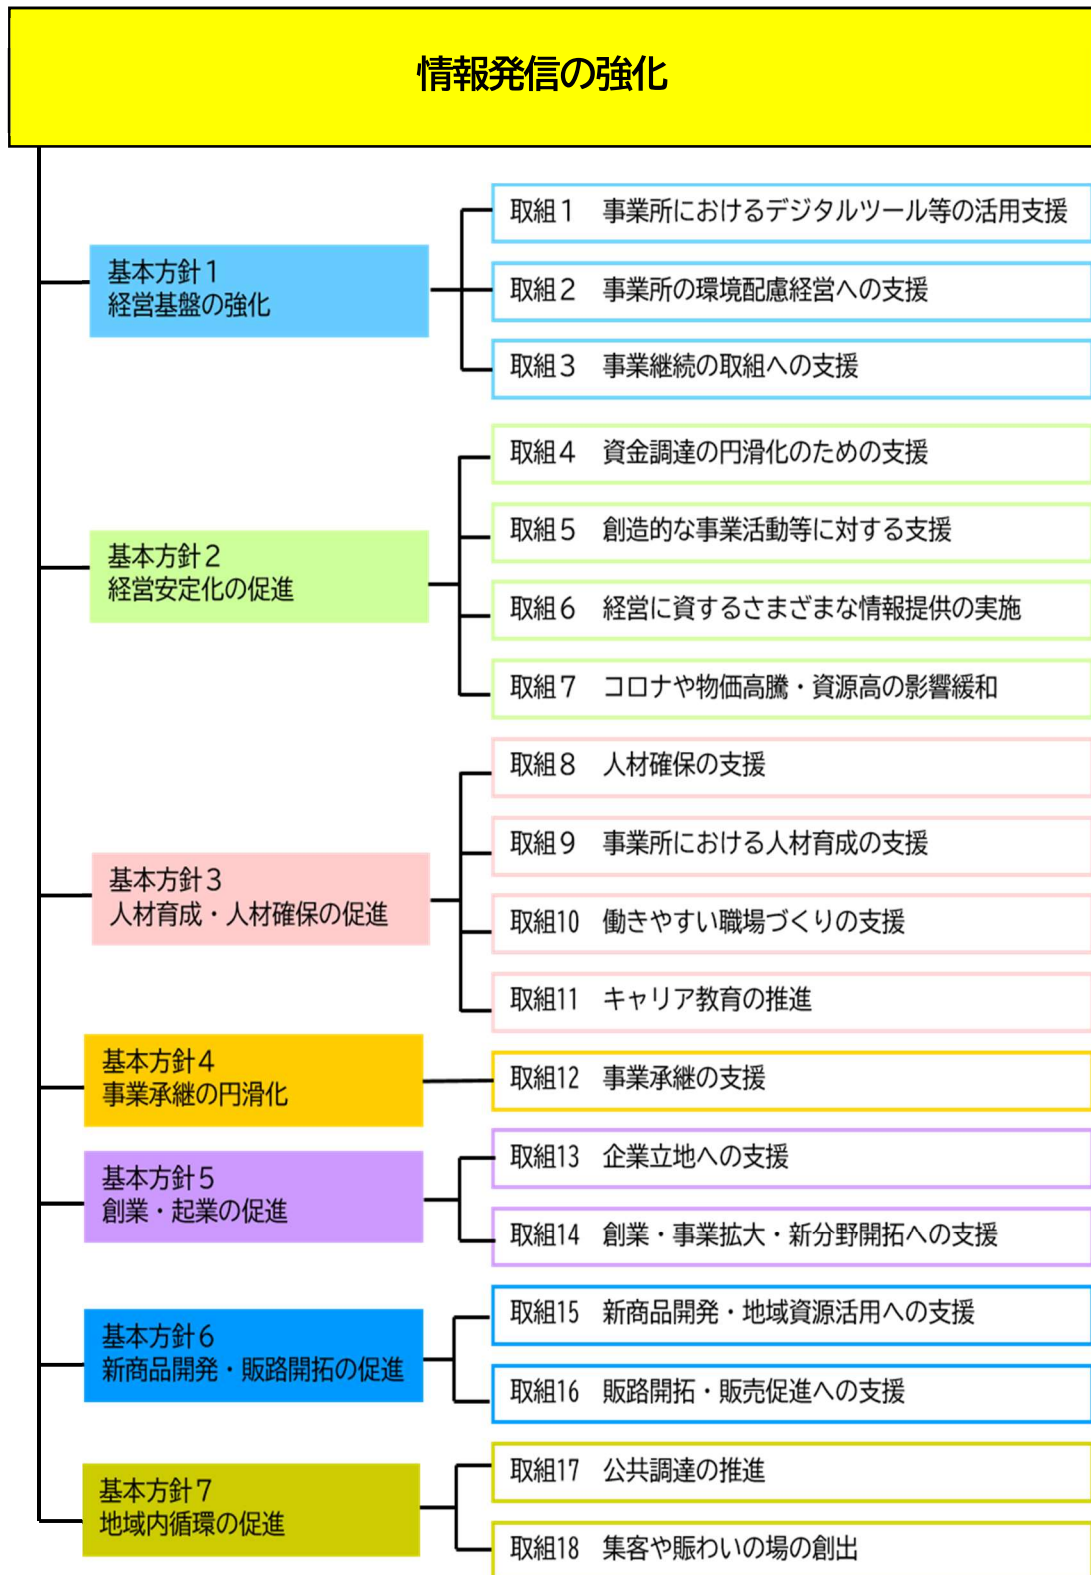 情報発信の強化
基本方針１
経営基盤の強化
取組１　事業所におけるデジタルツール等の活用支援
取組２　事業所の環境配慮経営への支援
取組３　事業継続の取組への支援
基本方針２
経営安定化の促進
取組４　資金調達の円滑化のための支援
取組５　創造的な事業活動等に対する支援
取組６　経営に資するさまざまな情報提供の実施
取組７　コロナや物価高騰・資源高の影響緩和
基本方針３
人材育成・人材確保の促進
取組８　人材確保の支援
取組９　事業所における人材育成の支援
取組10　働きやすい職場づくりの支援
取組11　キャリア教育の推進
基本方針４
事業承継の円滑化
取組12　事業承継の支援
基本方針５
創業・起業の促進
取組13　企業立地への支援
取組14　創業・事業拡大・新分野開拓への支援
基本方針６
新商品開発・販路開拓の促進
取組15　新商品開発・地域資源活用への支援
取組16　販路開拓・販売促進への支援
基本方針７
地域内循環の促進
取組17　公共調達の推進
取組18　集客や賑わいの場の創出